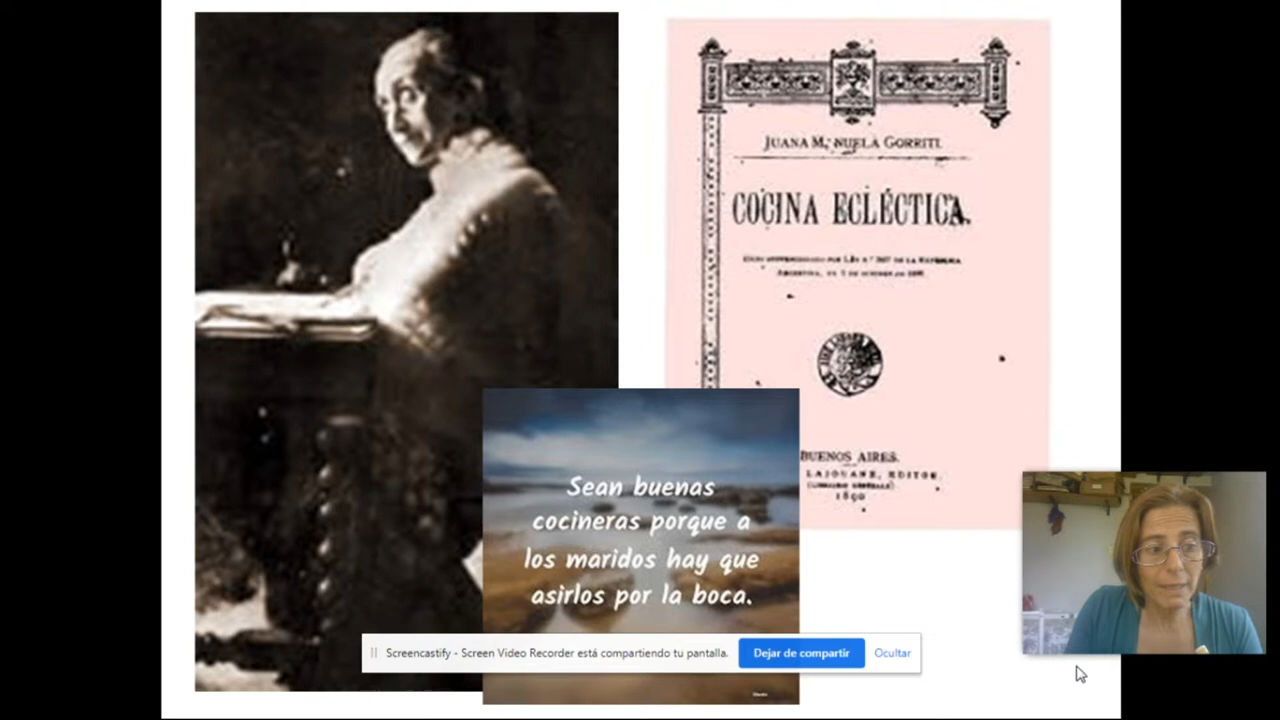 JUANA M, NUELA GORRITI.
COCINA ECLÉCTICA.
BUENOS AIRES.
LAJOUANE, EDITOR
1890
Sean buenas
cocineras porque a
los maridos hay que
asirlos por la boca.
Screencastify - Screen Video Recorder está compartiendo tu pantalla.
Dejar de compartir
Ocultar